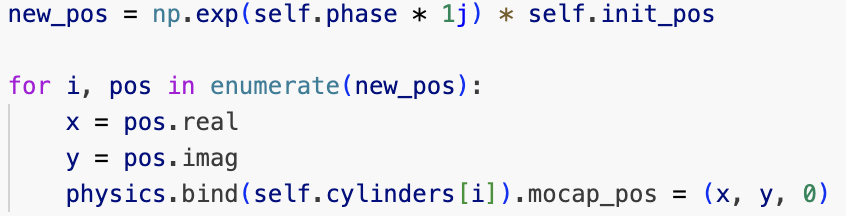 new_pos = np.exp(self.phase * 1j) * self.init_pos
for i, pos in enumerate(new_pos):
    x = pos.real
    y = pos.imag
    physics.bind(self.cylinders[i]).mocap_pos = (x, y, 0)